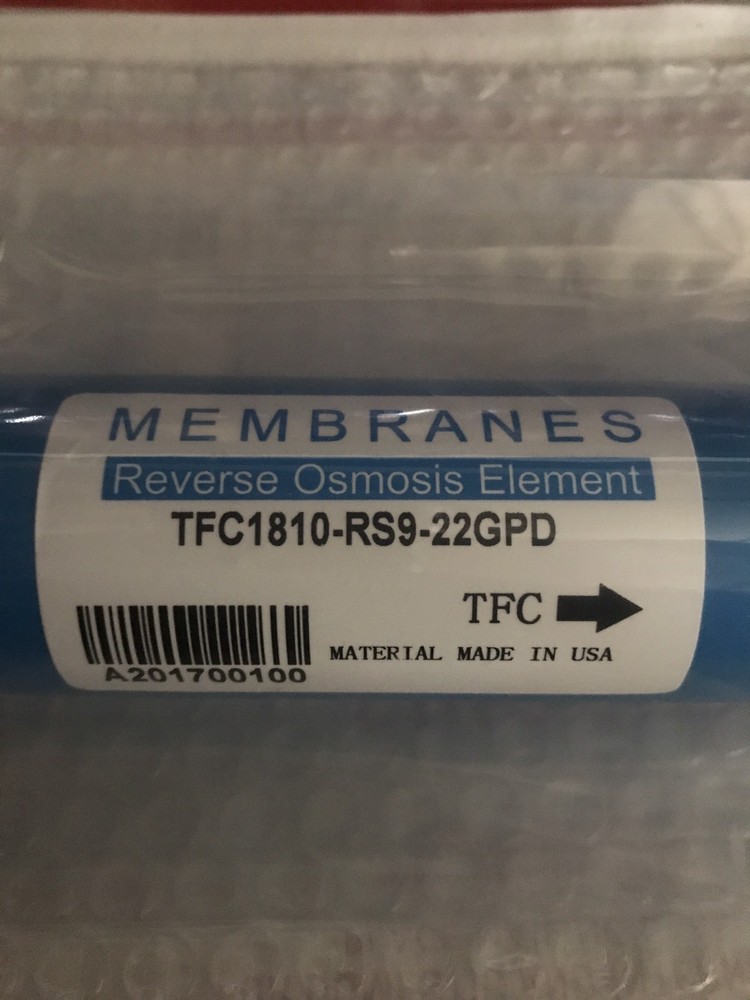 MEMBRANES
Reverse Osmosis Element
TFC1810-RS9-22GPD
TFC
MATERIAL MADE IN USA
A201700100